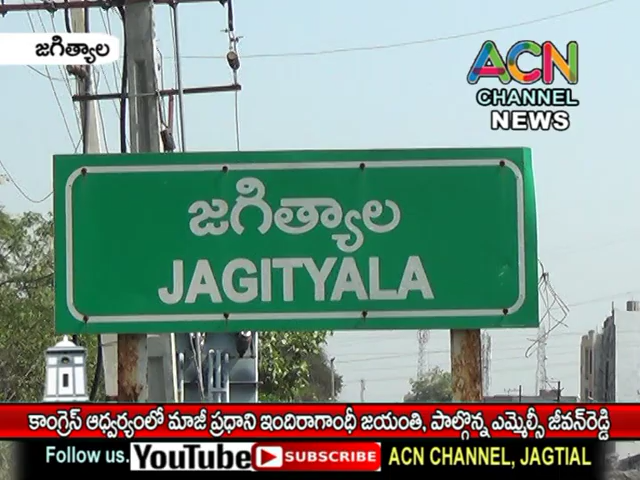 జగిత్యాల
ACN
CHANNEL
NEWS
జగిత్యాల
JAGITYALA
కాంగ్రెస్ ఆధ్వర్యంలో మాజీ ప్రధాని ఇందిరాగాంధీ జయంతి, పాల్గొన్న ఎమ్మెల్సీ జీవన్‌రెడ్డి
Follow us. YouTube SUBSCRIBE ACN CHANNEL, JAGTIAL